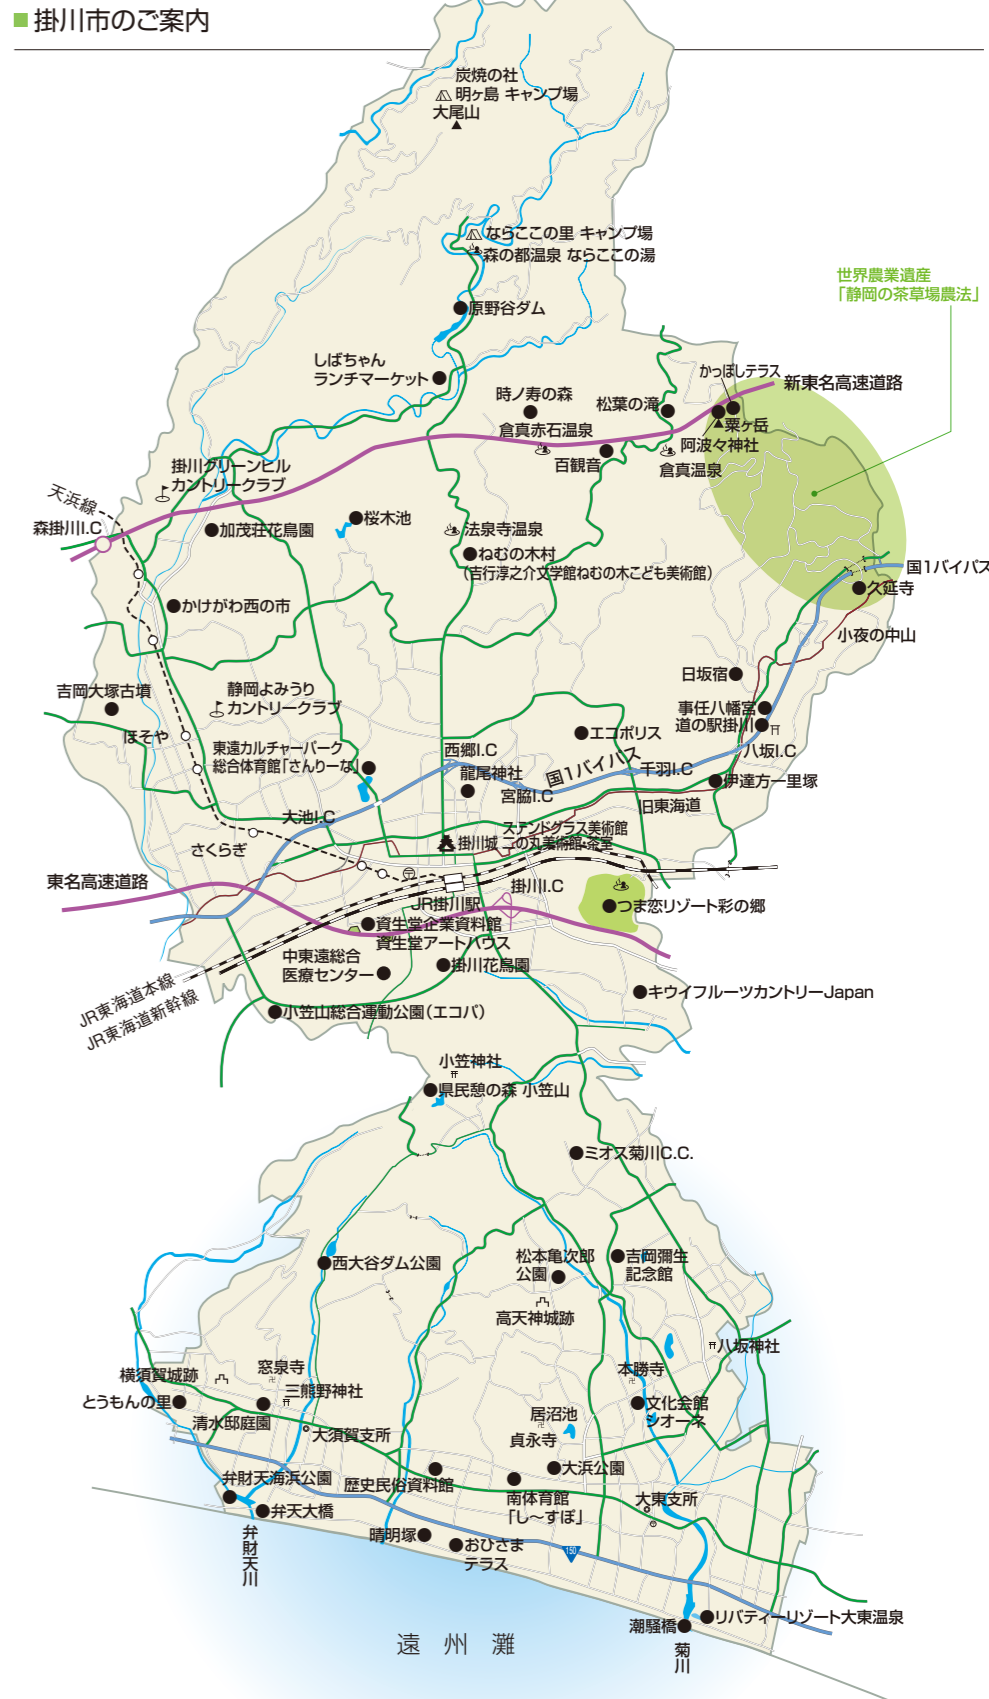 掛川市のご案内
炭焼の杜
明ヶ島 キャンプ場
大尾山
ならここの里 キャンプ場
森の都温泉 ならここの湯
世界農業遺産
「静岡の茶草場農法」
原野谷ダム
しばちゃん
ランチマーケット
かっぽしテラス
新東名高速道路
時ノ寿の森
松葉の滝
粟ヶ岳
倉真赤石温泉
阿波々神社
百観音
倉真温泉
掛川グリーンヒル
カントリークラブ
天浜線
森掛川I.C
加茂荘花鳥園
桜木池
法泉寺温泉
ねむの木村
(吉行淳之介文学館ねむの木こども美術館)
国1バイパス
久延寺
かけがわ西の市
小夜の中山
日坂宿
吉岡大塚古墳
静岡よみうり
カントリークラブ
事任八幡宮
道の駅掛川
ほそや
エコポリス
八坂I.C
東遠カルチャーパーク
総合体育館「さんりーな」
西郷I.C
国1バイパス
千羽I.C
龍尾神社
宮脇I.C
伊達方一里塚
旧東海道
大池I.C
さくらぎ
掛川城
ステンドグラス美術館
二の丸美術館・茶室
東名高速道路
掛川I.C
JR掛川駅
つま恋リゾート彩の郷
資生堂企業資料館
資生堂アートハウス
中東遠総合
医療センター
掛川花鳥園
JR東海道本線
JR東海道新幹線
キウイフルーツカントリーJapan
小笠山総合運動公園(エコパ)
小笠神社
県民憩の森 小笠山
ミオス菊川C.C.
西大谷ダム公園
松本亀次郎
公園
吉岡彌生
記念館
高天神城跡
八坂神社
横須賀城跡
窓泉寺
三熊野神社
本勝寺
とうもんの里
清水邸庭園
文化会館
シオーネ
居沼池
大須賀支所
貞永寺
大浜公園
弁財天海浜公園
歴史民俗資料館
南体育館
「し〜すぽ」
大東支所
弁天大橋
弁財天川
晴明塚
おひさま
テラス
150
リバティーリゾート大東温泉
潮騒橋
遠州灘
菊川